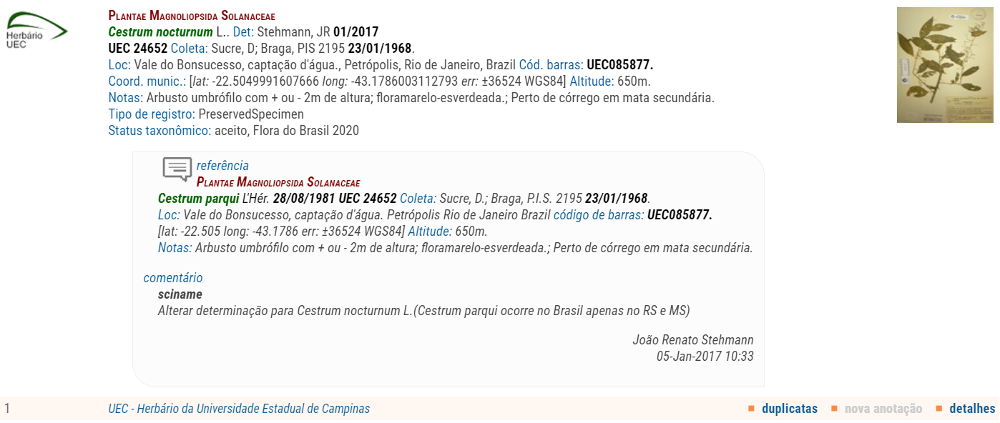 Herbário
UEC
Plantae Magnoliopsida Solanaceae
Cestrum nocturnum L.. Det: Stehmann, JR 01/2017
UEC 24652 Coleta: Sucre, D; Braga, PIS 2195 23/01/1968.
Loc: Vale do Bonsucesso, captação d'água., Petrópolis, Rio de Janeiro, Brazil Cód. barras: UEC085877.
Coord. munic.: [lat: -22.5049991607666 long: -43.1786003112793 err: ±36524 WGS84] Altitude: 650m.
Notas: Arbusto umbrófilo com + ou - 2m de altura; floramarelo-esverdeada.; Perto de córrego em mata secundária.
Tipo de registro: PreservedSpecimen
Status taxonômico: aceito, Flora do Brasil 2020
referência
Plantae Magnoliopsida Solanaceae
Cestrum parqui L'Hér. 28/08/1981 UEC 24652 Coleta: Sucre, D.; Braga, P.I.S. 2195 23/01/1968.
Loc: Vale do Bonsucesso, captação d'água. Petrópolis Rio de Janeiro Brazil código de barras: UEC085877.
[lat: -22.505 long: -43.1786 err: ±36524 WGS84] Altitude: 650m.
Notas: Arbusto umbrófilo com + ou - 2m de altura; floramarelo-esverdeada.; Perto de córrego em mata secundária.
comentário
sciname
Alterar determinação para Cestrum nocturnum L.(Cestrum parqui ocorre no Brasil apenas no RS e MS)
João Renato Stehmann
05-Jan-2017 10:33
1 UEC - Herbário da Universidade Estadual de Campinas duplicatas nova anotação detalhes